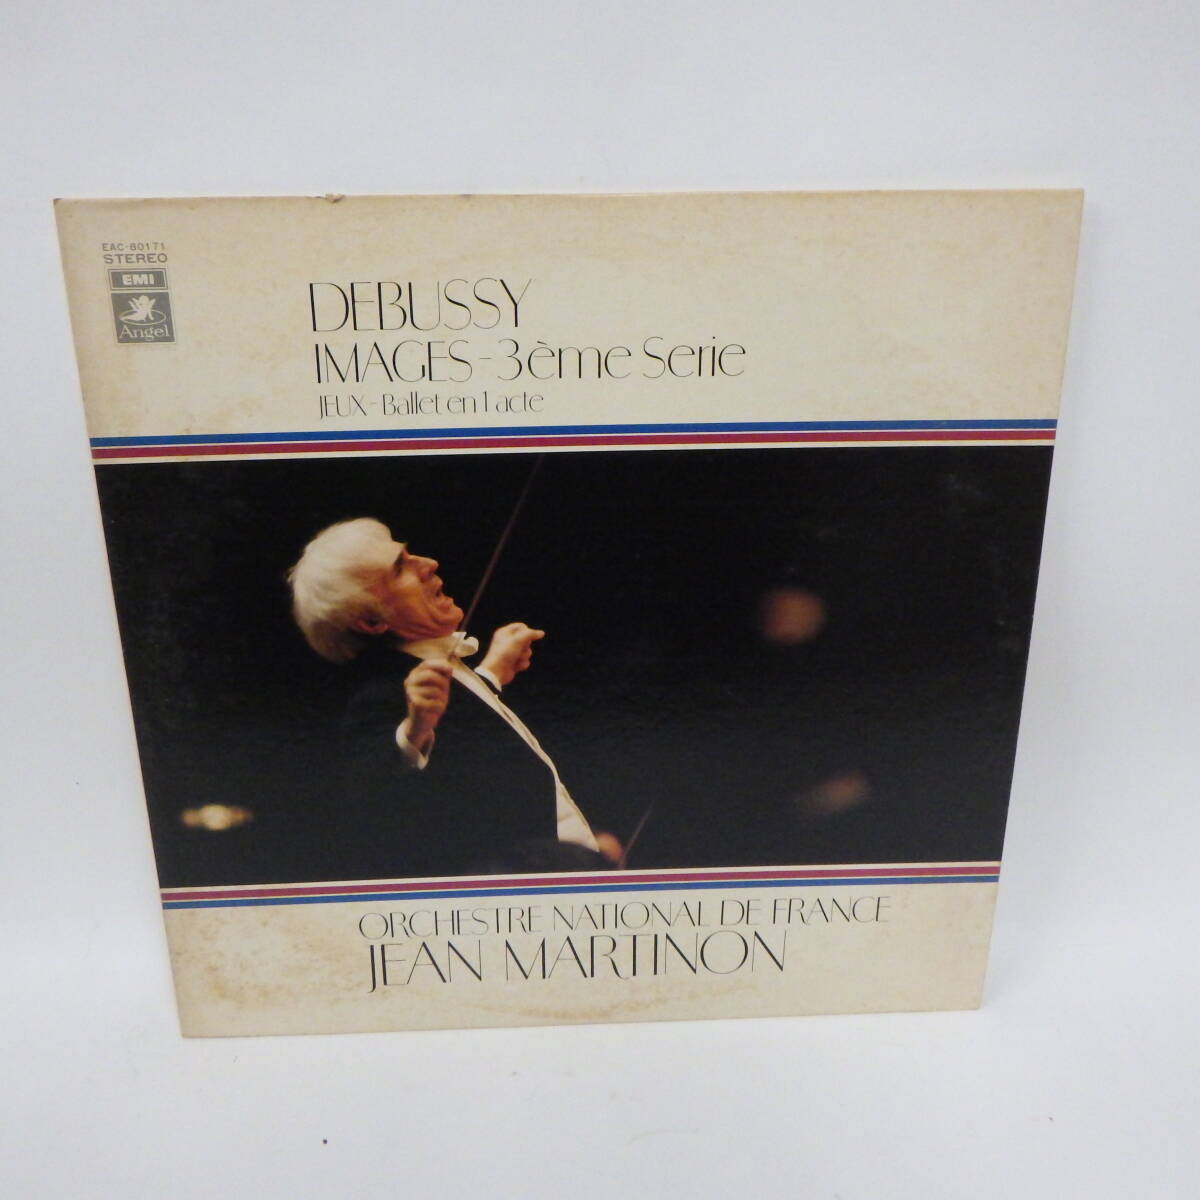 EAC-80171
STEREO
EMI
Angel
DEBUSSY
IMAGES-3ème Serie
JEUX-Ballet en 1 acte
ORCHESTRE NATIONAL DE FRANCE
JEAN MARTINON